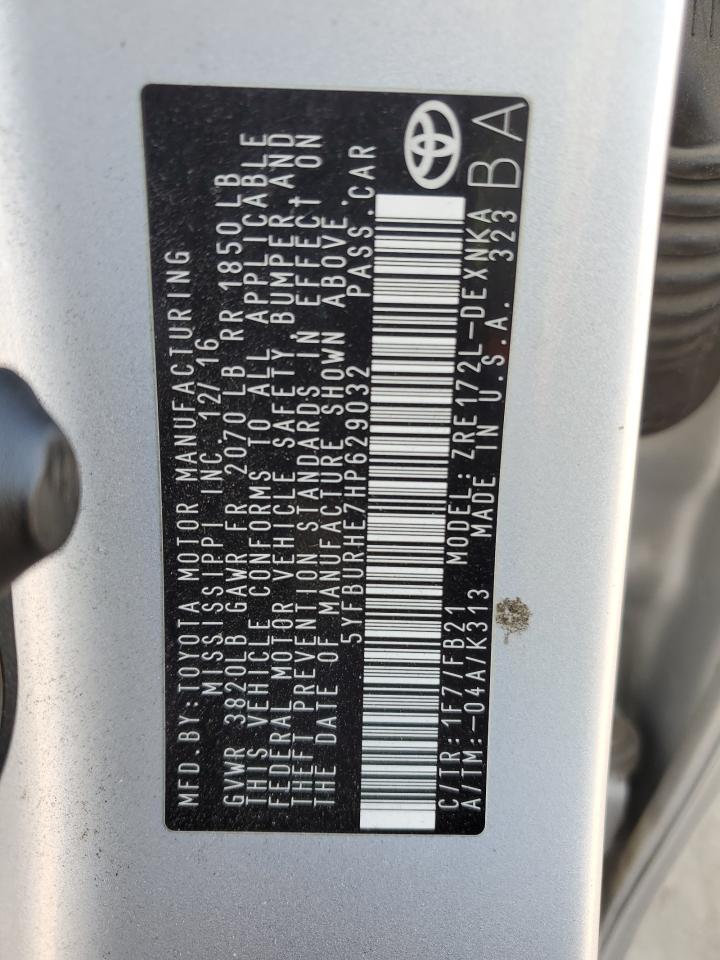 MFD.BY:TOYOTA MOTOR MANUFACTURING
MISSISSIPPI INC. 12/16
GVWR 3820LB GAWR FR 2070 LB RR 1850LB
THIS VEHICLE CONFORMS TO ALL APPLICABLE
FEDERAL MOTOR VEHICLE SAFETY BUMPER, AND
THEFT PREVENTION STANDARDS IN EFFECT ON
THE DATE OF MANUFACTURE SHOWN ABOVE.
5YFBURHE7HP629032 PASS.CAR
C/TR: 1F7/FB21 MODEL: ZRE172L-DEXNKA
A/TM:-04A/K313 MADE IN U.S.A. 323
BA